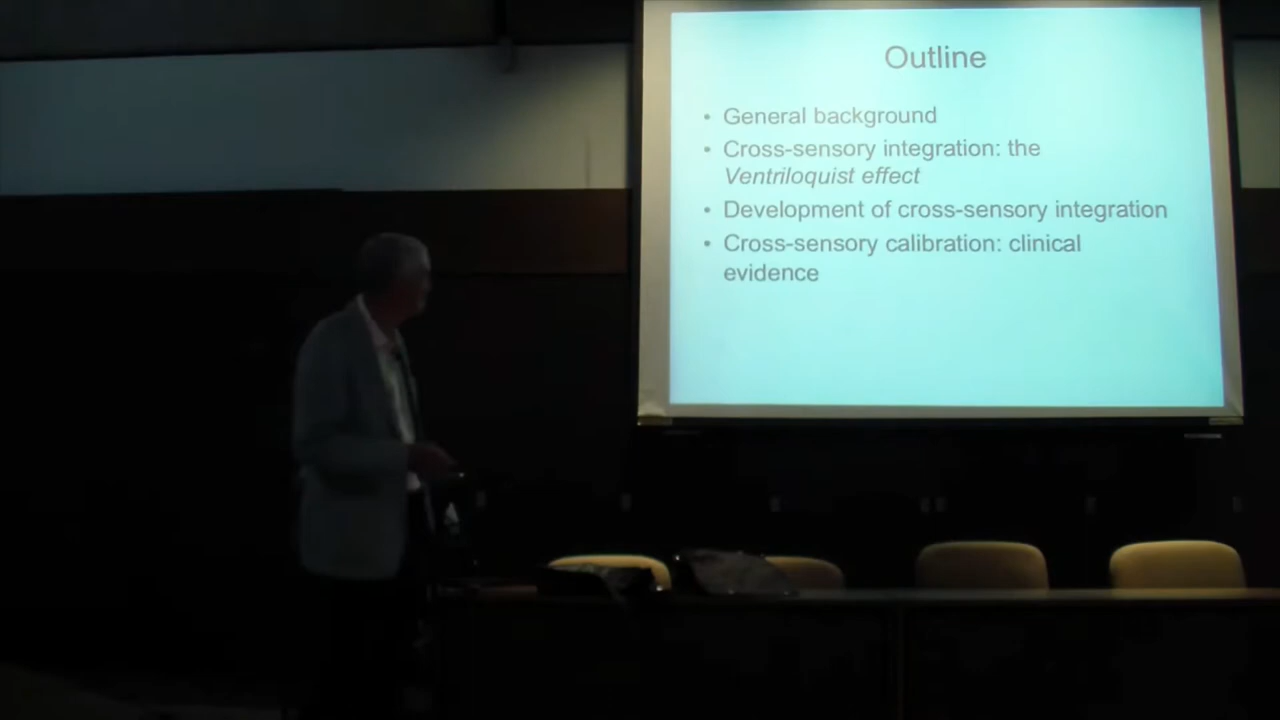 Outline
• General background
• Cross-sensory integration: the
Ventriloquist effect
• Development of cross-sensory integration
• Cross-sensory calibration: clinical
evidence